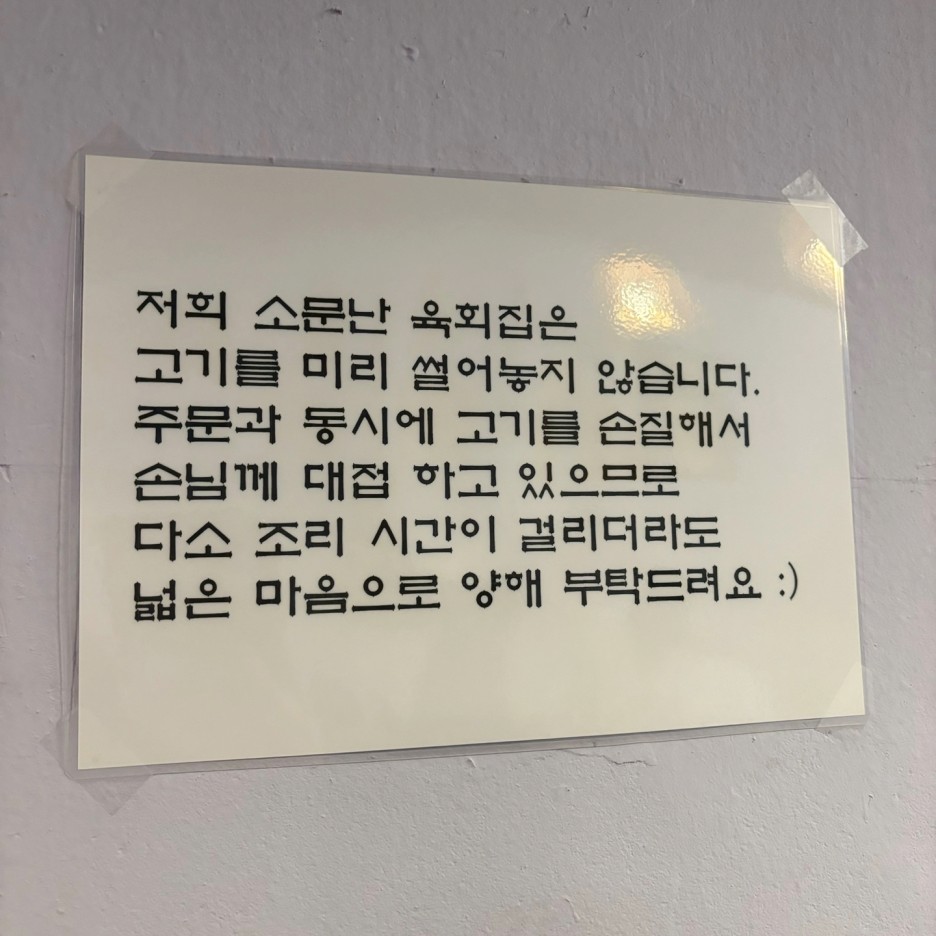 저희 소문난 육회집은
고기를 미리 썰어놓지 않습니다.
주문과 동시에 고기를 손질해서
손님께 대접 하고 있으므로
다소 조리 시간이 걸리더라도
넓은 마음으로 양해 부탁드려요 :)